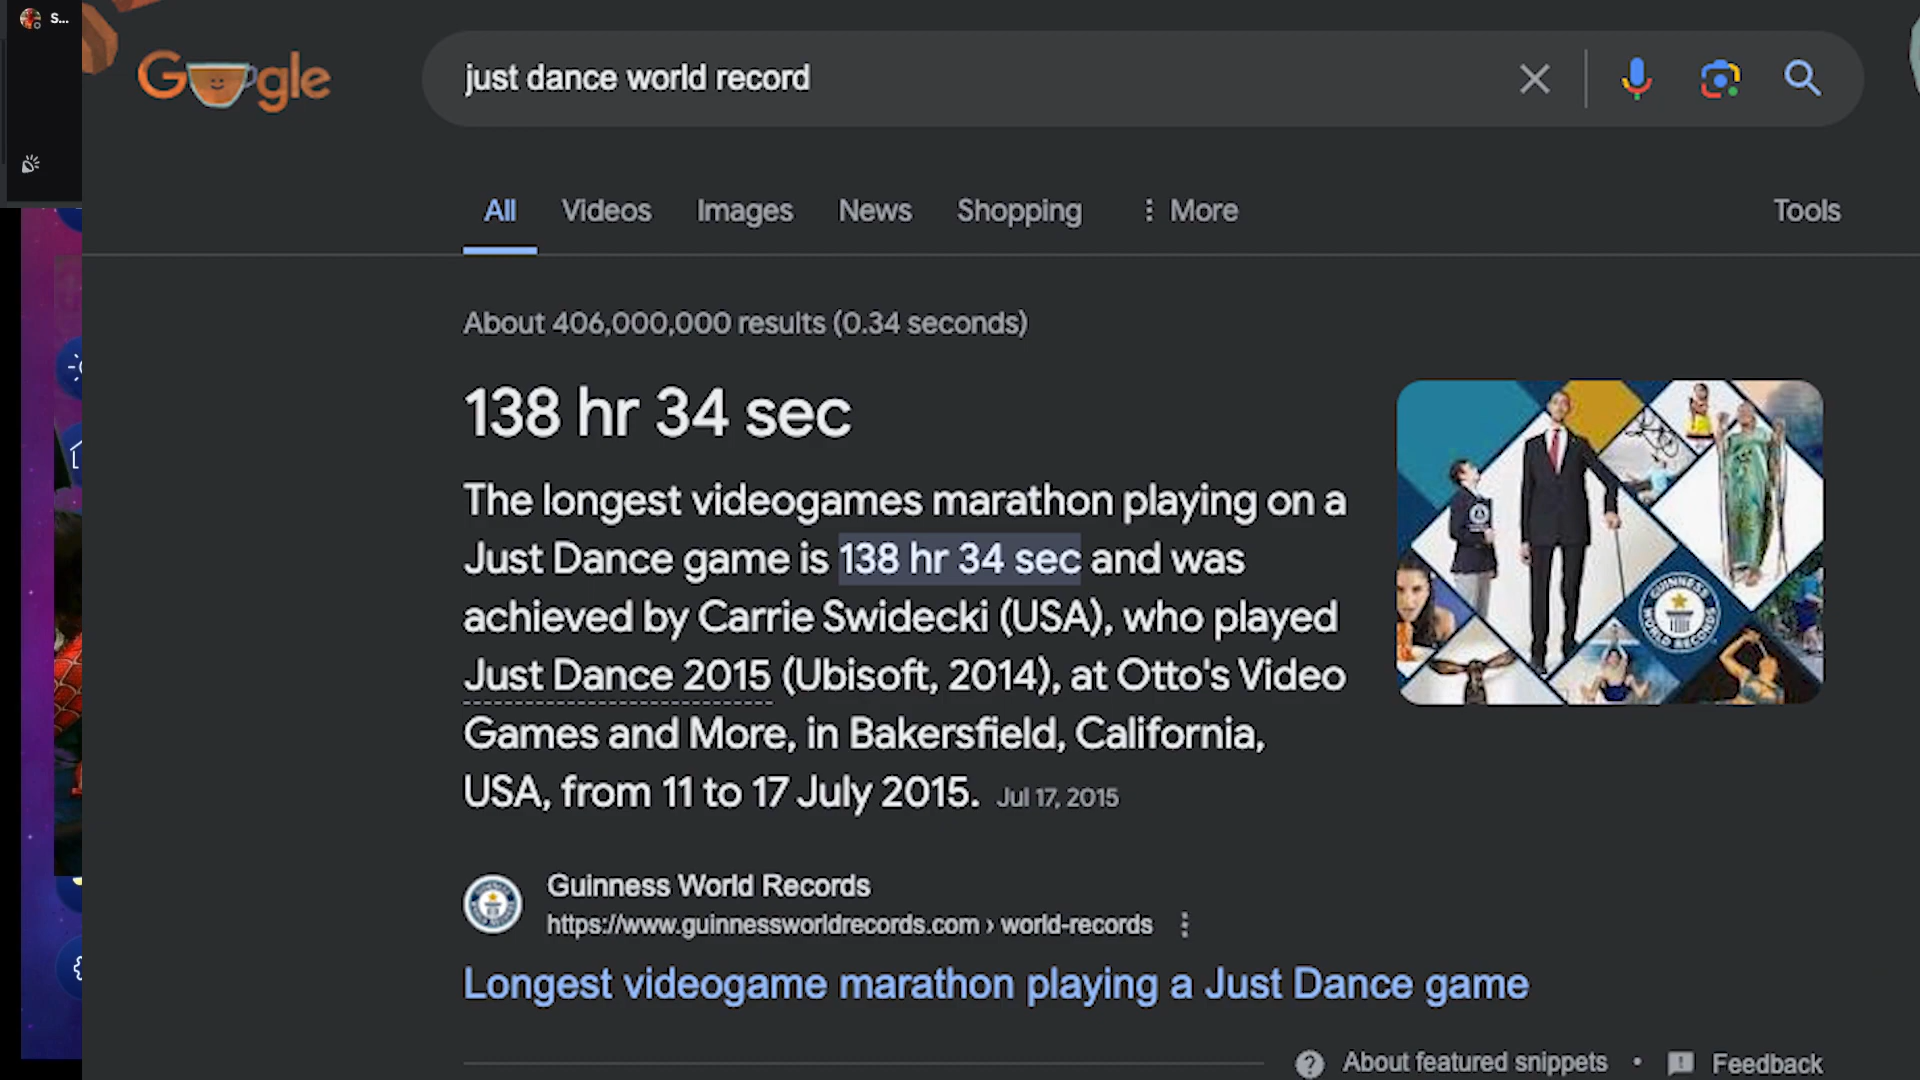 S...
Google
just dance world record
All Videos Images News Shopping More Tools
About 406,000,000 results (0.34 seconds)
138 hr 34 sec
The longest videogames marathon playing on a
Just Dance game is 138 hr 34 sec and was
achieved by Carrie Swidecki (USA), who played
Just Dance 2015 (Ubisoft, 2014), at Otto's Video
Games and More, in Bakersfield, California,
USA, from 11 to 17 July 2015. Jul 17, 2015
GUINNESS WORLD RECORDS
Guinness World Records
https://www.guinnessworldrecords.com › world-records
Longest videogame marathon playing a Just Dance game
About featured snippets • Feedback